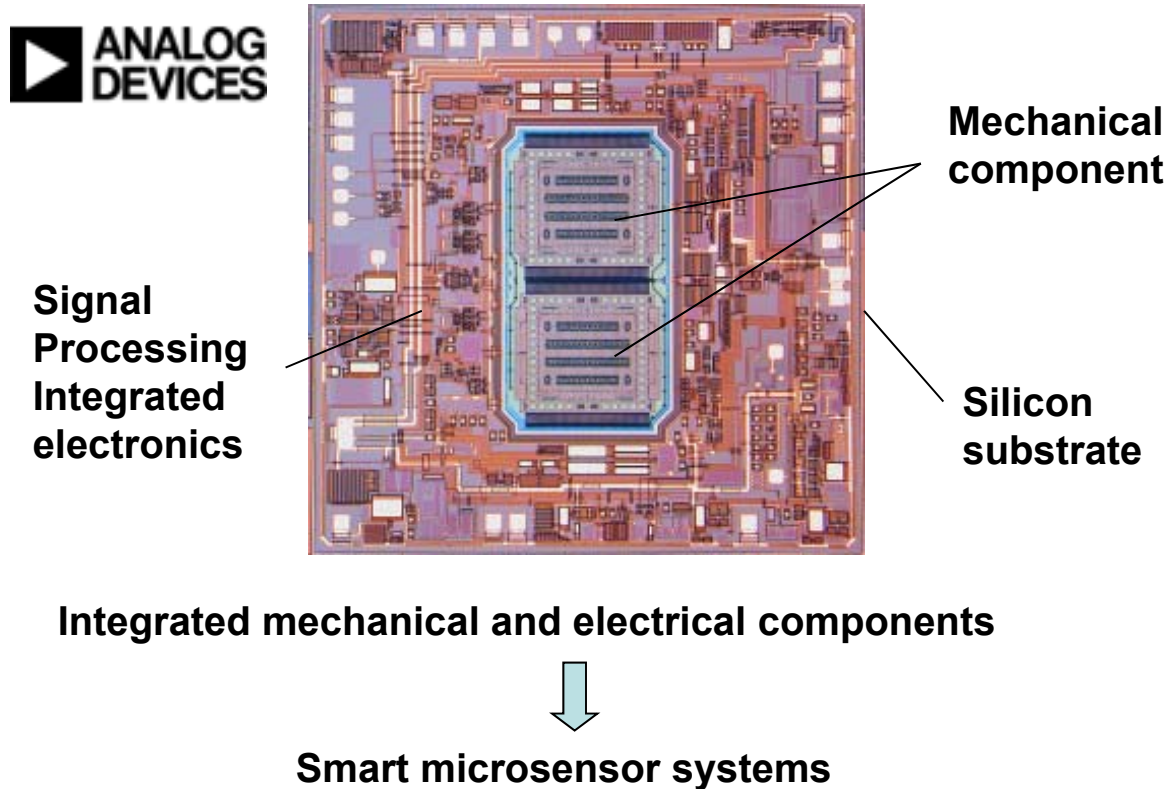 ANALOG
DEVICES
Mechanical
component
Signal
Processing
Integrated
electronics
Silicon
substrate
Integrated mechanical and electrical components
Smart microsensor systems